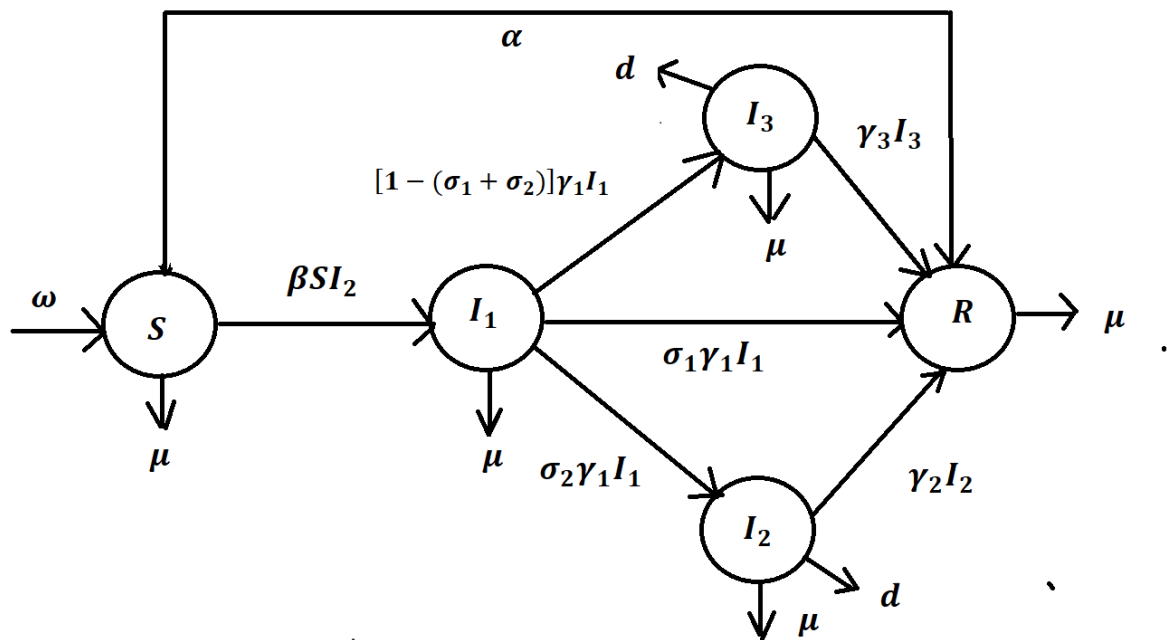 α
d
I₃
γ₃I₃
[1 − (σ₁ + σ₂)]γ₁I₁
μ
ω
S
βSI₂
I₁
R
μ
σ₁γ₁I₁
μ
μ
σ₂γ₁I₁
γ₂I₂
I₂
d
μ